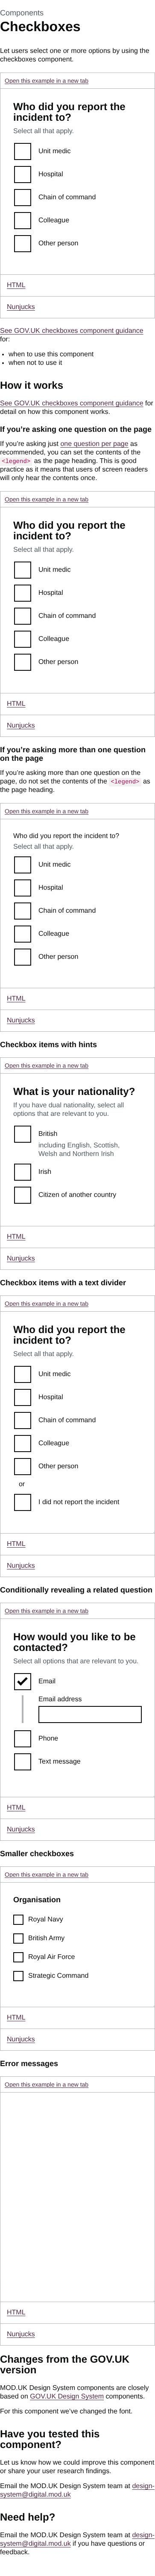 Components
Checkboxes
Let users select one or more options by using the
checkboxes component.
Open this example in a new tab
Who did you report the
incident to?
Select all that apply.
Unit medic
Hospital
Chain of command
Colleague
Other person
HTML
Nunjucks
See GOV.UK checkboxes component guidance
for:
• when to use this component
• when not to use it
How it works
See GOV.UK checkboxes component guidance for
detail on how this component works.
If you're asking one question on the page
If you're asking just one question per page as
recommended, you can set the contents of the
<legend> as the page heading. This is good
practice as it means that users of screen readers
will only hear the contents once.
Open this example in a new tab
Who did you report the
incident to?
Select all that apply.
Unit medic
Hospital
Chain of command
Colleague
Other person
HTML
Nunjucks
If you're asking more than one question
on the page
If you're asking more than one question on the
page, do not set the contents of the <legend> as
the page heading.
Open this example in a new tab
Who did you report the incident to?
Select all that apply.
Unit medic
Hospital
Chain of command
Colleague
Other person
HTML
Nunjucks
Checkbox items with hints
Open this example in a new tab
What is your nationality?
If you have dual nationality, select all
options that are relevant to you.
British
including English, Scottish,
Welsh and Northern Irish
Irish
Citizen of another country
HTML
Nunjucks
Checkbox items with a text divider
Open this example in a new tab
Who did you report the
incident to?
Select all that apply.
Unit medic
Hospital
Chain of command
Colleague
Other person
or
I did not report the incident
HTML
Nunjucks
Conditionally revealing a related question
Open this example in a new tab
How would you like to be
contacted?
Select all options that are relevant to you.
Email
Email address
Phone
Text message
HTML
Nunjucks
Smaller checkboxes
Open this example in a new tab
Organisation
Royal Navy
British Army
Royal Air Force
Strategic Command
HTML
Nunjucks
Error messages
Open this example in a new tab
HTML
Nunjucks
Changes from the GOV.UK
version
MOD.UK Design System components are closely
based on GOV.UK Design System components.
For this component we've changed the font.
Have you tested this
component?
Let us know how we could improve this component
or share your user research findings.
Email the MOD.UK Design System team at design-
system@digital.mod.uk
Need help?
Email the MOD.UK Design System team at design-
system@digital.mod.uk if you have questions or
feedback.